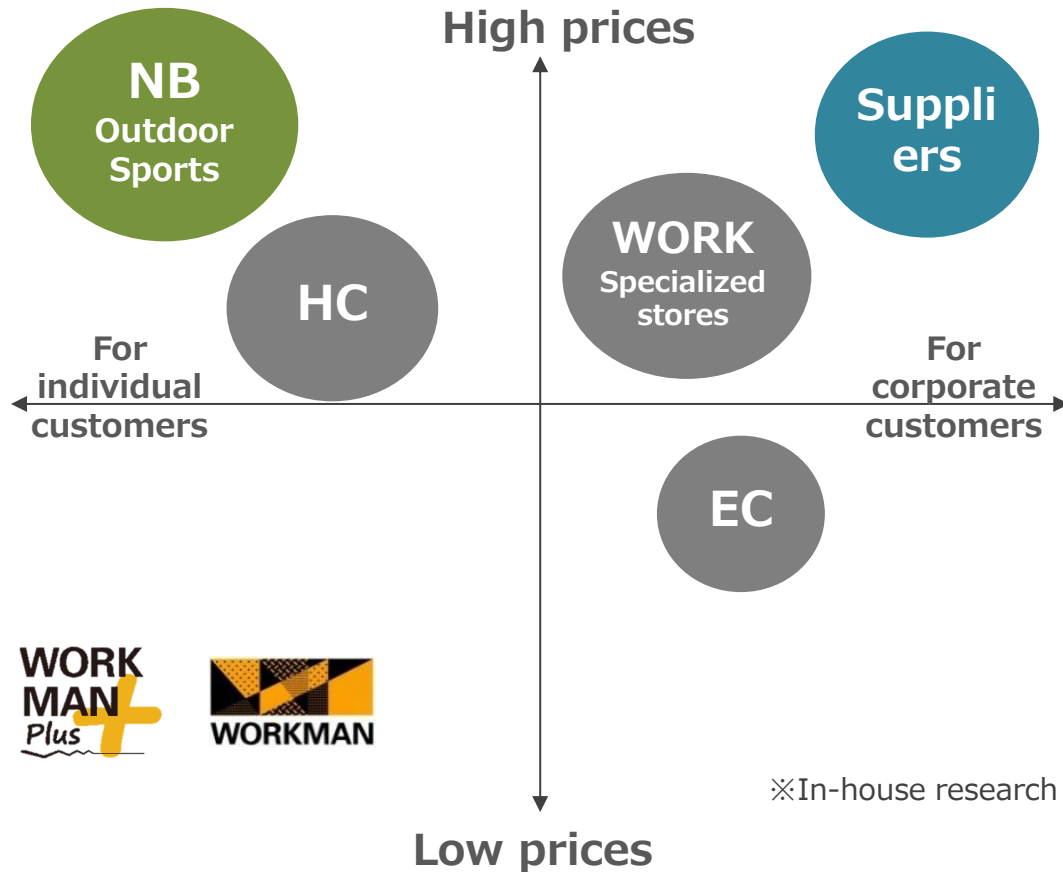 High prices
NB
Outdoor
Sports
Suppli
ers
WORK
Specialized
stores
HC
For
individual
customers
For
corporate
customers
EC
WORK
MAN
Plus
WORKMAN
※In-house research
Low prices